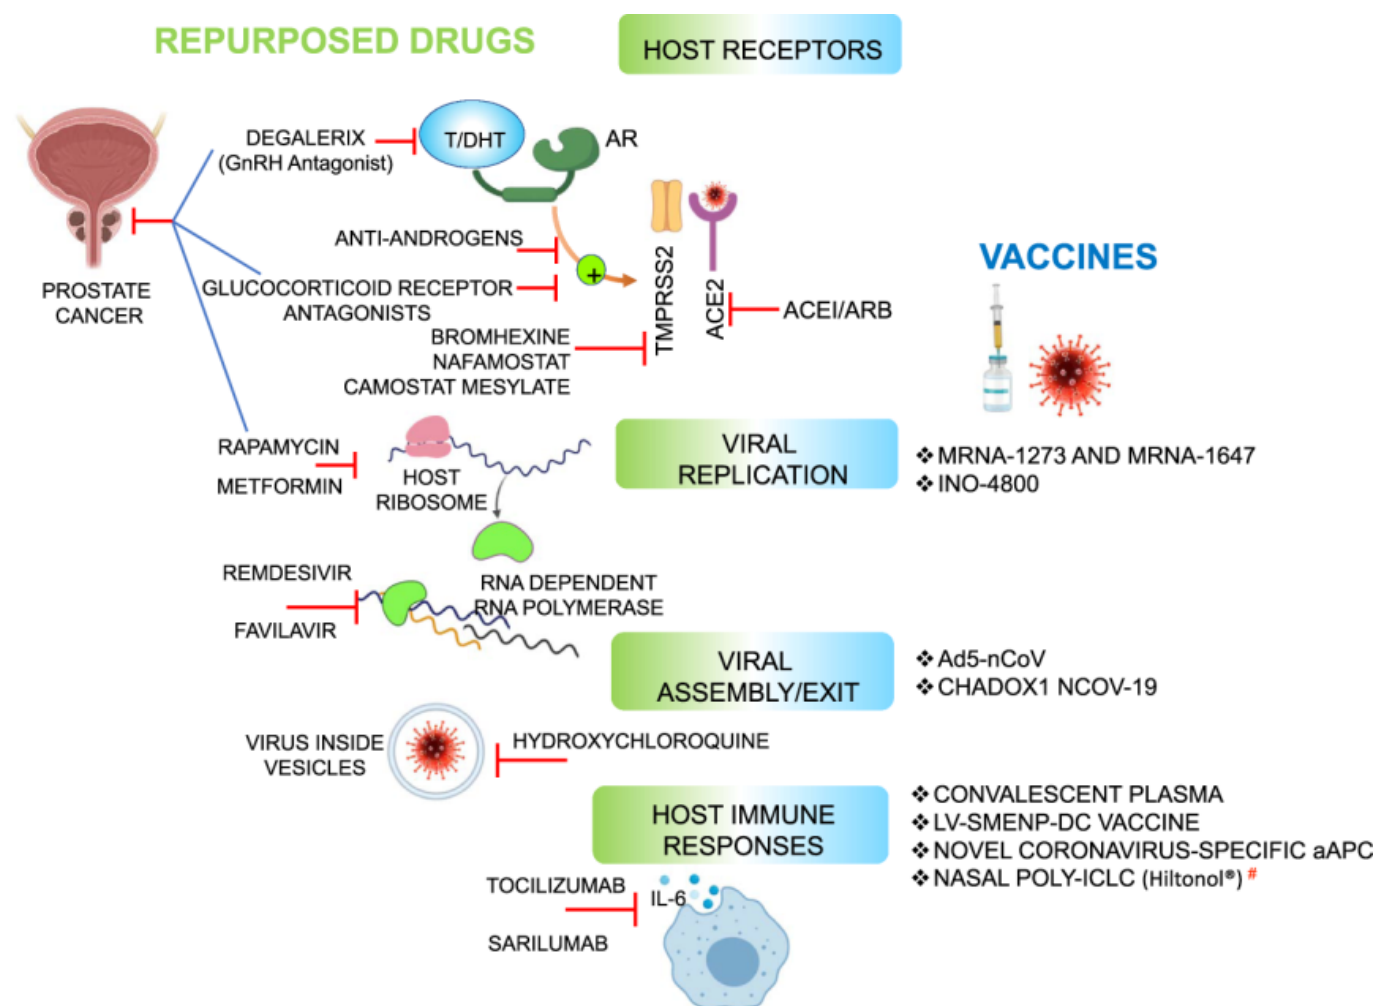 REPURPOSED DRUGS
HOST RECEPTORS
DEGALERIX
(GnRH Antagonist)
T/DHT
AR
ANTI-ANDROGENS
GLUCOCORTICOID RECEPTOR
ANTAGONISTS
BROMHEXINE
NAFAMOSTAT
CAMOSTAT MESYLATE
+
TMPRSS2
ACE2
ACEI/ARB
PROSTATE
CANCER
VACCINES
RAPAMYCIN
METFORMIN
HOST
RIBOSOME
VIRAL
REPLICATION
❖MRNA-1273 AND MRNA-1647
❖INO-4800
REMDESIVIR
FAVILAVIR
RNA DEPENDENT
RNA POLYMERASE
VIRAL
ASSEMBLY/EXIT
❖Ad5-nCoV
❖CHADOX1 NCOV-19
VIRUS INSIDE
VESICLES
HYDROXYCHLOROQUINE
HOST IMMUNE
RESPONSES
❖CONVALESCENT PLASMA
❖LV-SMENP-DC VACCINE
❖NOVEL CORONAVIRUS-SPECIFIC aAPC
❖NASAL POLY-ICLC (Hiltonol®) #
TOCILIZUMAB
SARILUMAB
IL-6